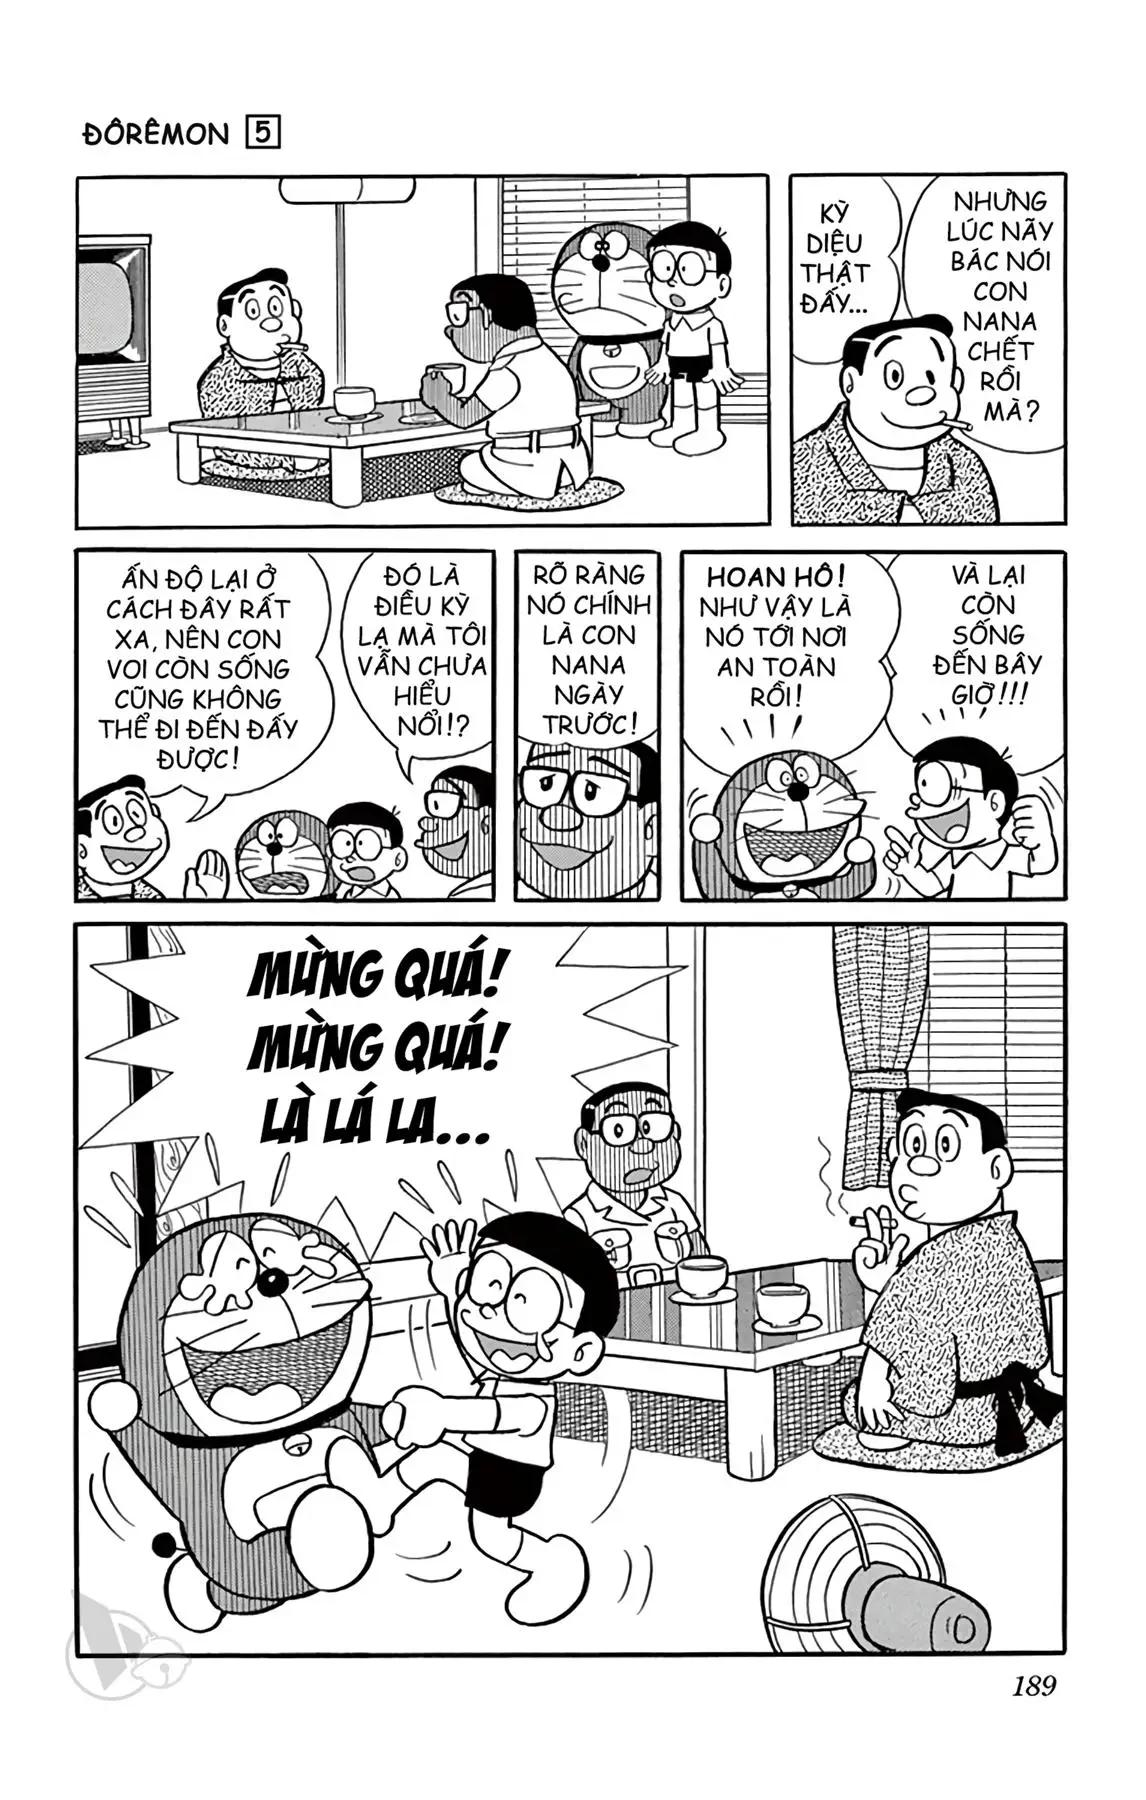 ĐÔRÊMON 5
NHƯNG
LÚC NÃY
BÁC NÓI
CON
NANA
CHẾT
RỒI
MÀ?
KỲ
DIỆU
THẬT
ĐẤY...
VÀ LẠI
CÒN
SỐNG
ĐẾN BÂY
GIỜ!!!
HOAN HÔ!
NHƯ VẬY LÀ
NÓ TỚI NƠI
AN TOÀN
RỒI!
RÕ RÀNG
NÓ CHÍNH
LÀ CON
NANA
NGÀY
TRƯỚC!
ĐÓ LÀ
ĐIỀU KỲ
LẠ MÀ TÔI
VẪN CHƯA
HIỂU
NỔI!?
ẤN ĐỘ LẠI Ở
CÁCH ĐÂY RẤT
XA, NÊN CON
VOI CÒN SỐNG
CŨNG KHÔNG
THỂ ĐI ĐẾN ĐẤY
ĐƯỢC!
MỪNG QUÁ!
MỪNG QUÁ!
LÀ LÁ LA...
189